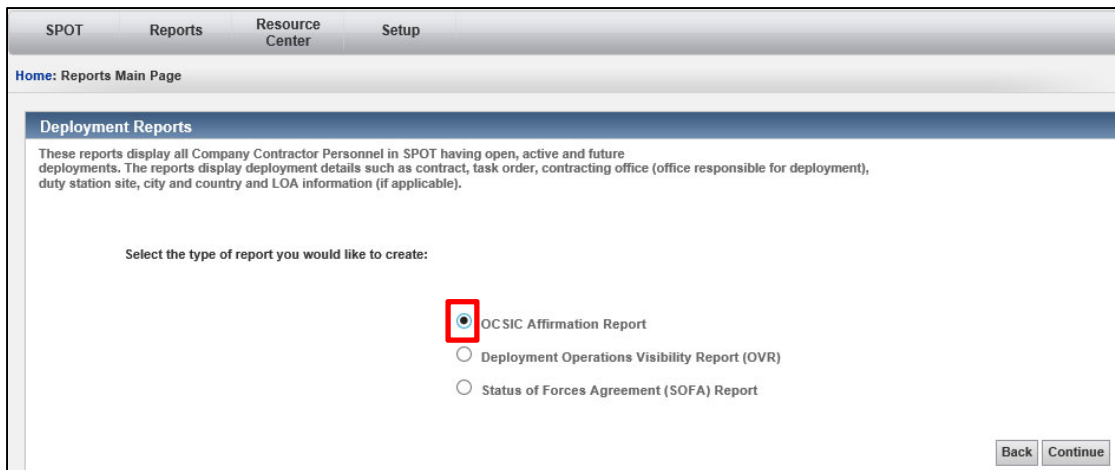 SPOT Reports Resource Center Setup
Home: Reports Main Page
Deployment Reports
These reports display all Company Contractor Personnel in SPOT having open, active and future
deployments. The reports display deployment details such as contract, task order, contracting office (office responsible for deployment),
duty station site, city and country and LOA information (if applicable).
Select the type of report you would like to create:
OCSIC Affirmation Report
Deployment Operations Visibility Report (OVR)
Status of Forces Agreement (SOFA) Report
Back Continue